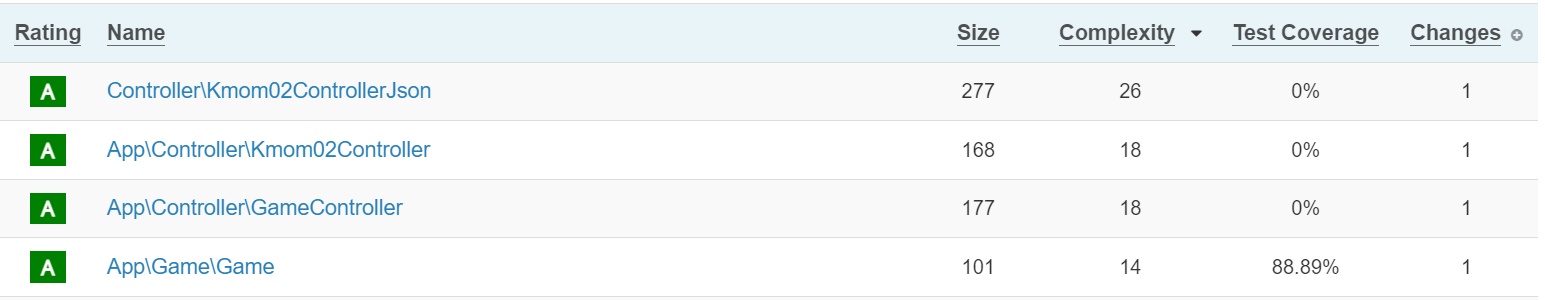 Rating Name Size Complexity Test Coverage Changes
A Controller\Kmom02ControllerJson 277 26 0% 1
A App\Controller\Kmom02Controller 168 18 0% 1
A App\Controller\GameController 177 18 0% 1
A App\Game\Game 101 14 88.89% 1